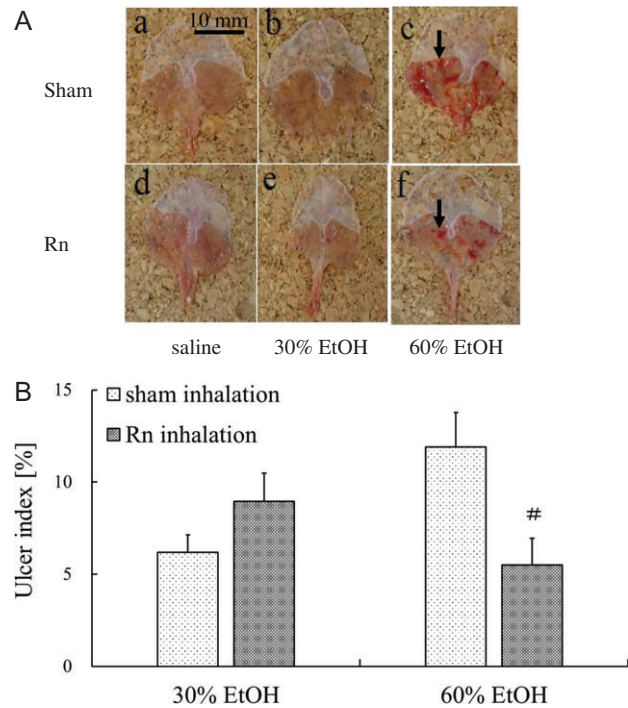 A
a 10 mm b c
Sham
d e f
Rn
saline 30% EtOH 60% EtOH
B
15
sham inhalation
Rn inhalation
10
#
5
0
Ulcer index [%]
30% EtOH 60% EtOH